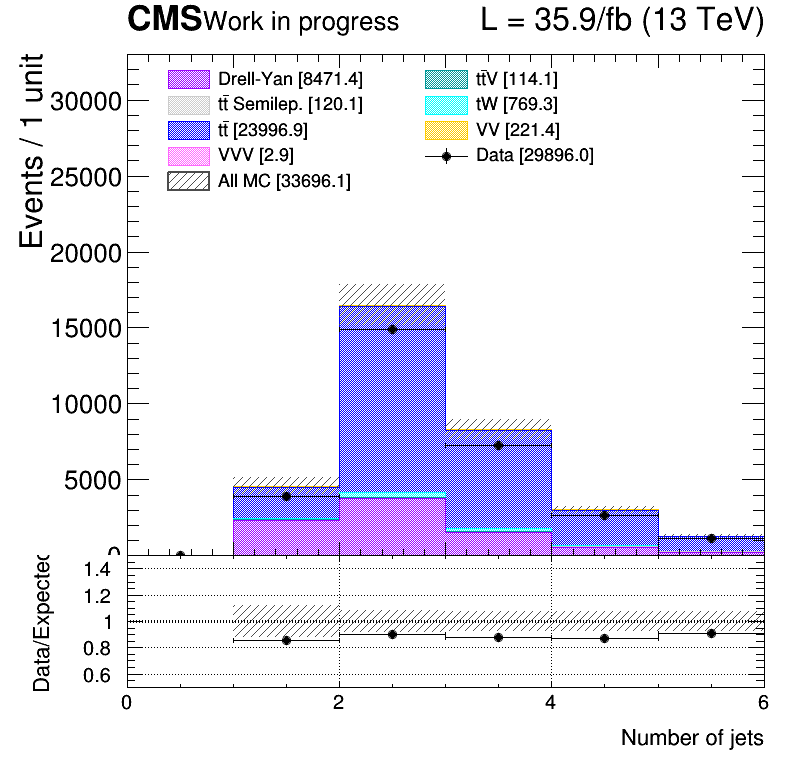 CMS Work in progress L = 35.9/fb (13 TeV)
Events / 1 unit
Drell-Yan [8471.4] tt̄V [114.1]
tt̄ Semilep. [120.1] tW [769.3]
tt̄ [23996.9] VV [221.4]
VVV [2.9] Data [29896.0]
All MC [33696.1]
30000
25000
20000
15000
10000
5000
0
Data/Expected
1.4
1.2
1
0.8
0.6
0 2 4 6
Number of jets